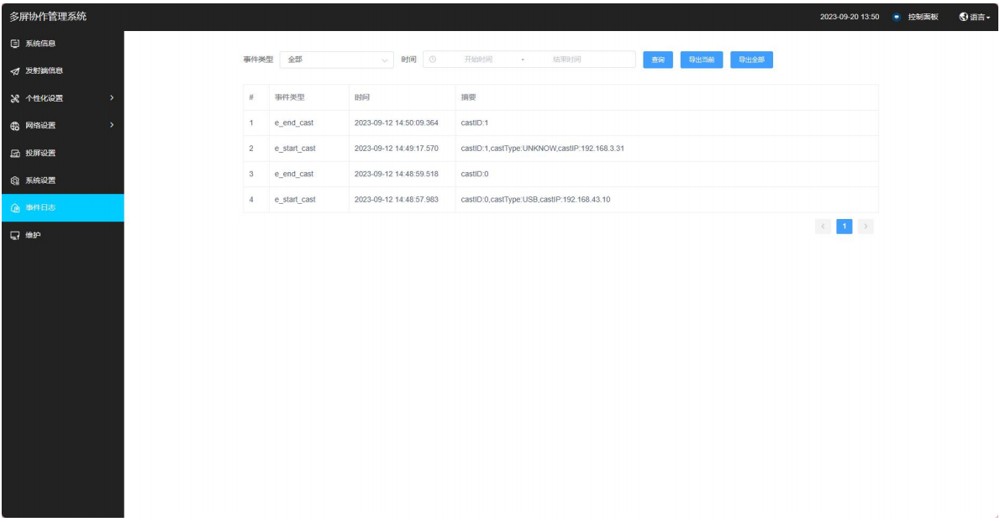 多屏协作管理系统
2023-09-20 13:50 控制面板 语言
系统信息
发射端信息
个性化设置
网络设置
投屏设置
系统设置
事件日志
维护
事件类型 全部 时间 开始时间 - 结束时间 查询 导出当前 导出全部
# 事件类型 时间 摘要
1 e_end_cast 2023-09-12 14:50:09.364 castID:1
2 e_start_cast 2023-09-12 14:49:17.570 castID:1,castType:UNKNOW,castIP:192.168.3.31
3 e_end_cast 2023-09-12 14:48:59.518 castID:0
4 e_start_cast 2023-09-12 14:48:57.983 castID:0,castType:USB,castIP:192.168.43.10
< 1 >